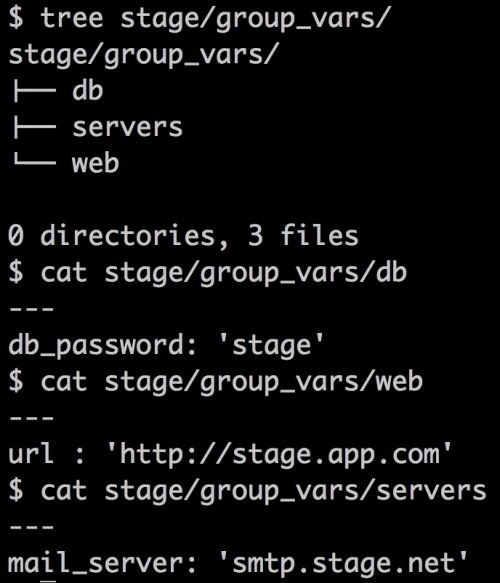 $ tree stage/group_vars/
stage/group_vars/
├── db
├── servers
└── web
0 directories, 3 files
$ cat stage/group_vars/db
---
db_password: 'stage'
$ cat stage/group_vars/web
---
url : 'http://stage.app.com'
$ cat stage/group_vars/servers
---
mail_server: 'smtp.stage.net'